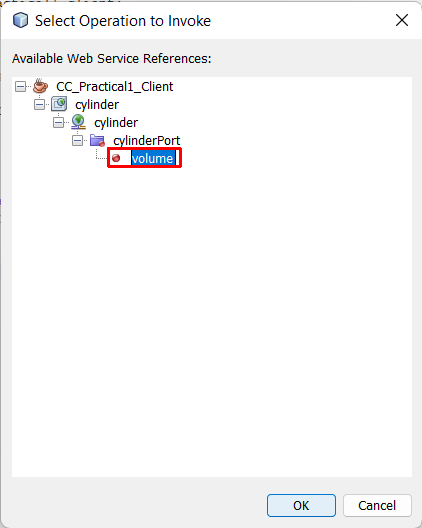 Select Operation to Invoke
Available Web Service References:
CC_Practical1_Client
cylinder
cylinder
cylinderPort
volume
OK
Cancel